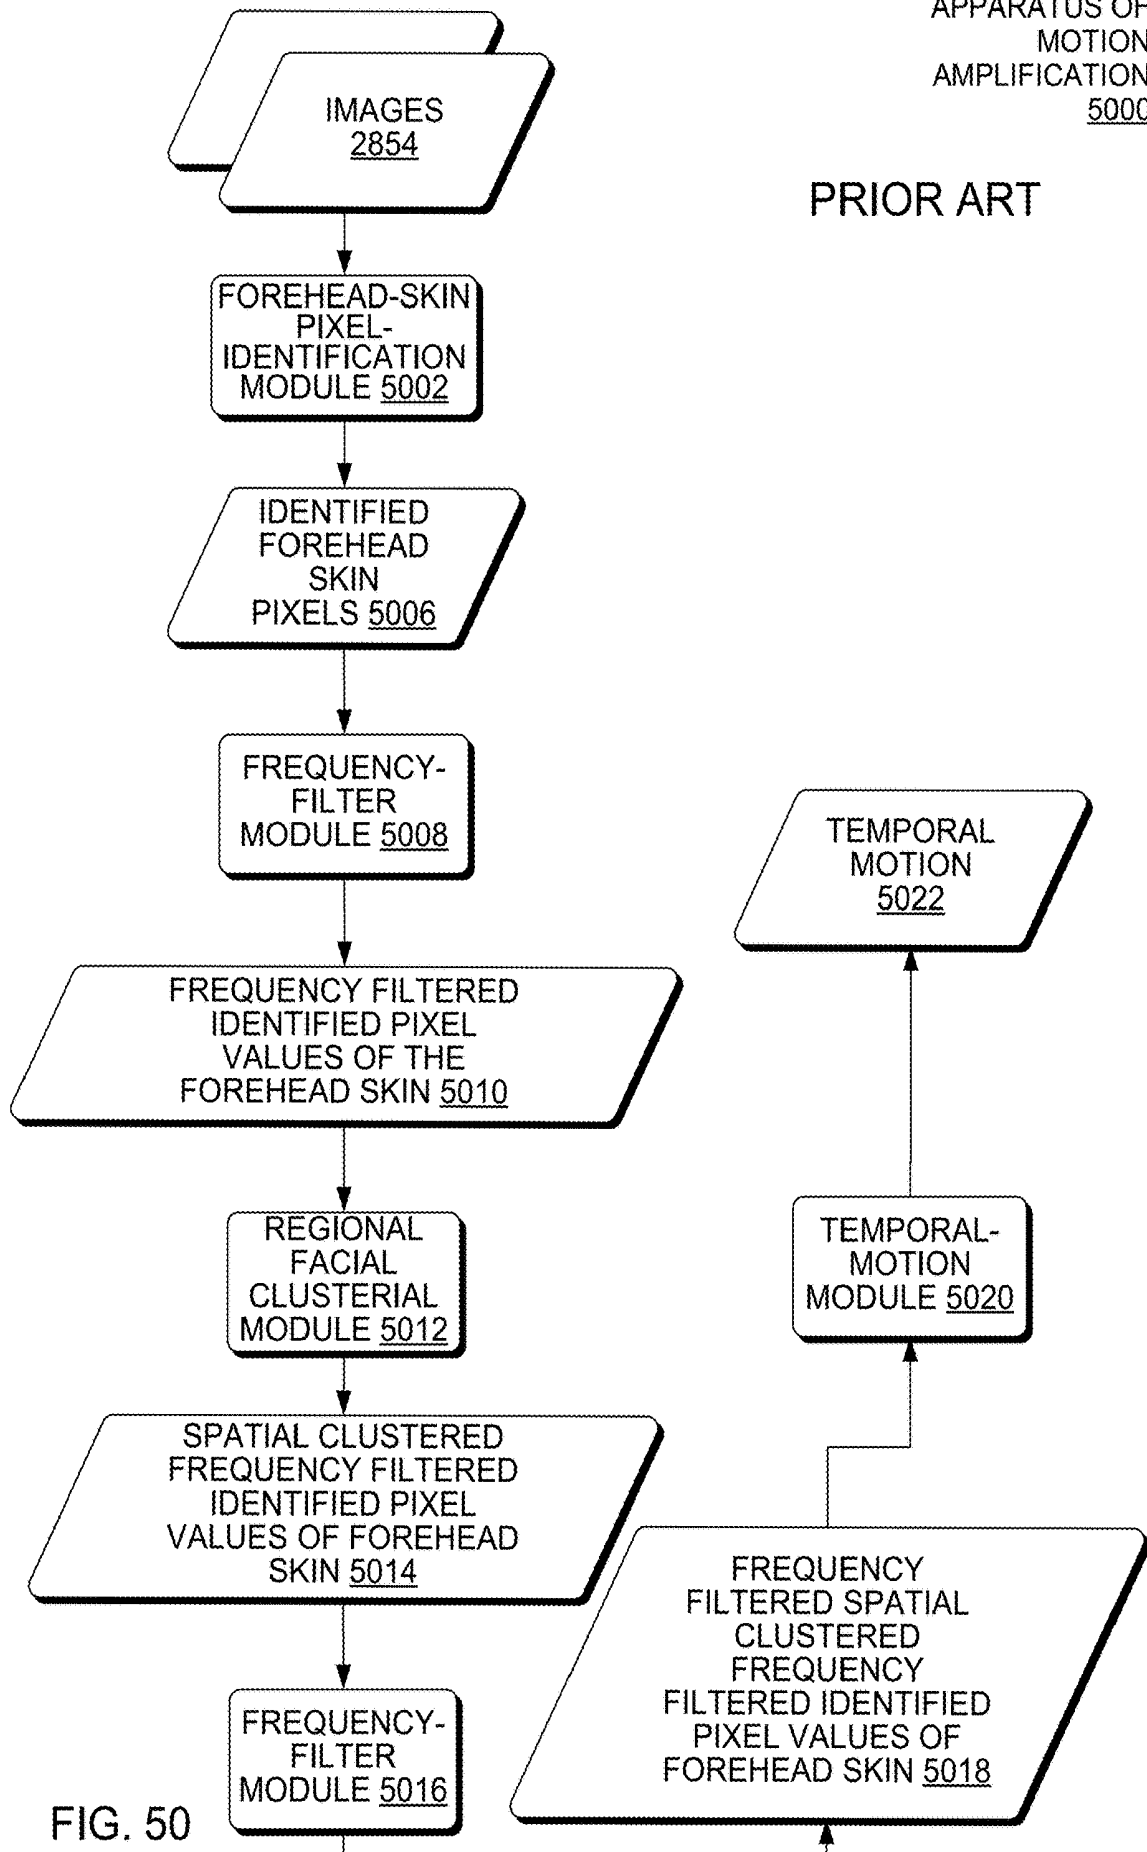 APPARATUS OF
MOTION
AMPLIFICATION
5000
PRIOR ART
IMAGES
2854
FOREHEAD-SKIN
PIXEL-
IDENTIFICATION
MODULE 5002
IDENTIFIED
FOREHEAD
SKIN
PIXELS 5006
FREQUENCY-
FILTER
MODULE 5008
FREQUENCY FILTERED
IDENTIFIED PIXEL
VALUES OF THE
FOREHEAD SKIN 5010
REGIONAL
FACIAL
CLUSTERIAL
MODULE 5012
SPATIAL CLUSTERED
FREQUENCY FILTERED
IDENTIFIED PIXEL
VALUES OF FOREHEAD
SKIN 5014
FREQUENCY-
FILTER
MODULE 5016
FREQUENCY
FILTERED SPATIAL
CLUSTERED
FREQUENCY
FILTERED IDENTIFIED
PIXEL VALUES OF
FOREHEAD SKIN 5018
TEMPORAL-
MOTION
MODULE 5020
TEMPORAL
MOTION
5022
FIG. 50